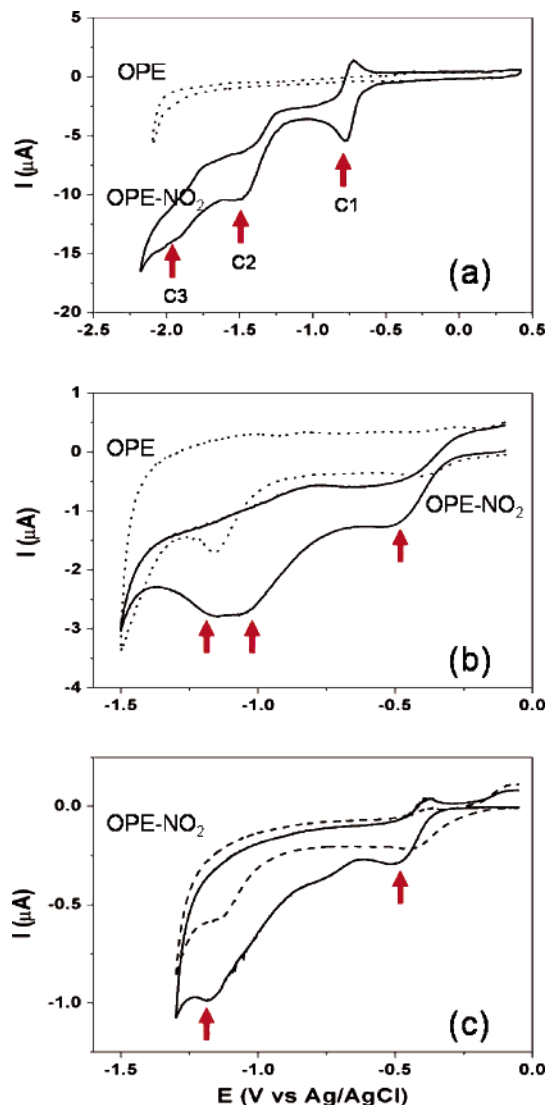 5
0
-5
-10
-15
-20
I (μA)
OPE
OPE-NO2
C3
C2
C1
(a)
-2.5 -2.0 -1.5 -1.0 -0.5 0.0 0.5
1
0
-1
-2
-3
-4
I (μA)
OPE
OPE-NO2
(b)
-1.5 -1.0 -0.5 0.0
0.0
-0.5
-1.0
I (μA)
OPE-NO2
(c)
-1.5 -1.0 -0.5 0.0
E (V vs Ag/AgCl)